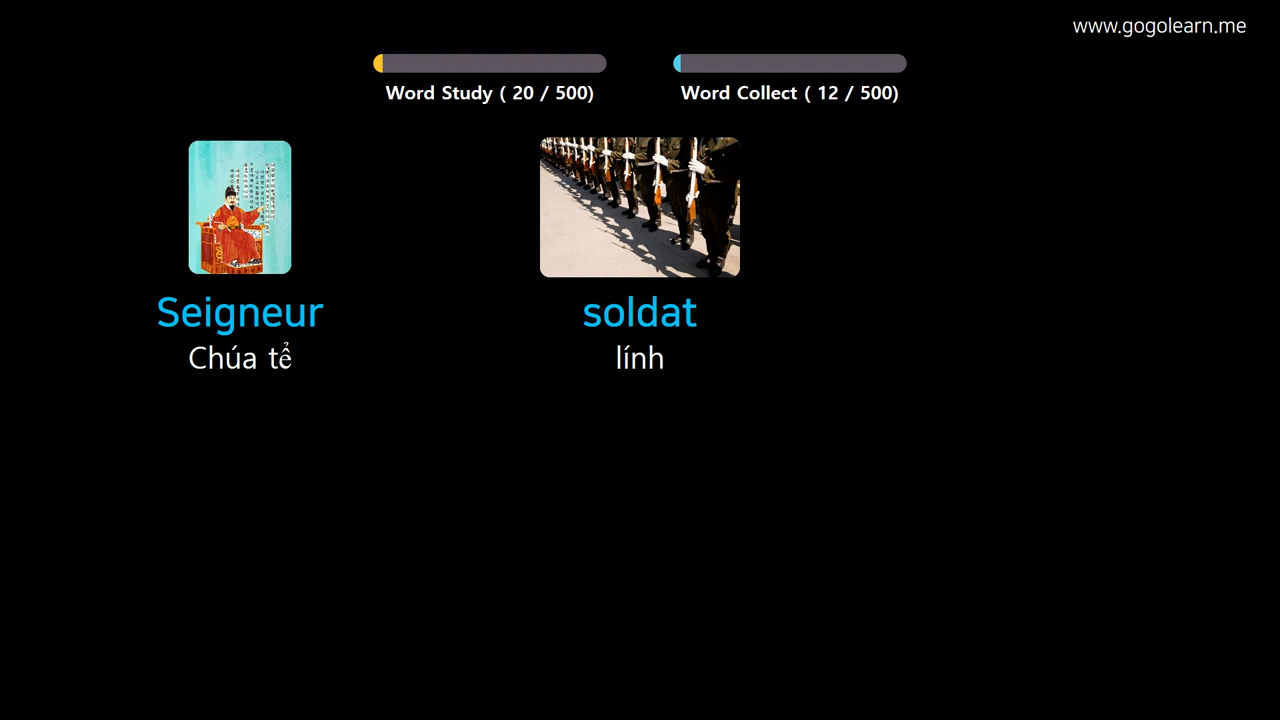 www.gogolearn.me
Word Study ( 20 / 500)
Word Collect ( 12 / 500)
Seigneur
soldat
Chúa tể
lính